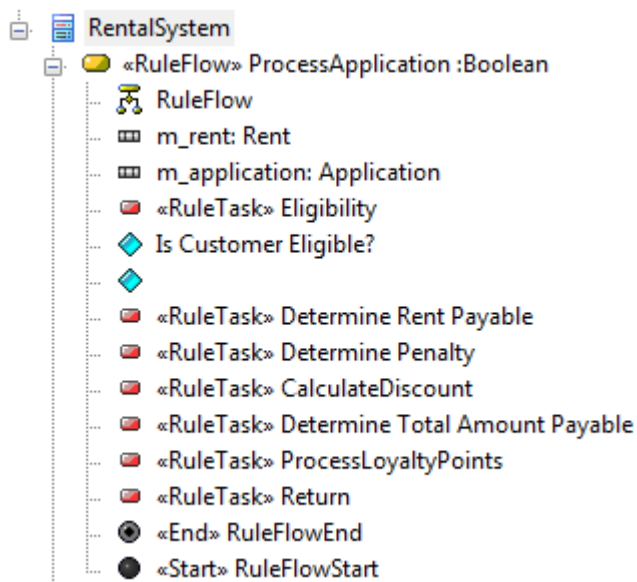 RentalSystem
«RuleFlow» ProcessApplication :Boolean
RuleFlow
m_rent: Rent
m_application: Application
«RuleTask» Eligibility
Is Customer Eligible?
«RuleTask» Determine Rent Payable
«RuleTask» Determine Penalty
«RuleTask» CalculateDiscount
«RuleTask» Determine Total Amount Payable
«RuleTask» ProcessLoyaltyPoints
«RuleTask» Return
«End» RuleFlowEnd
«Start» RuleFlowStart